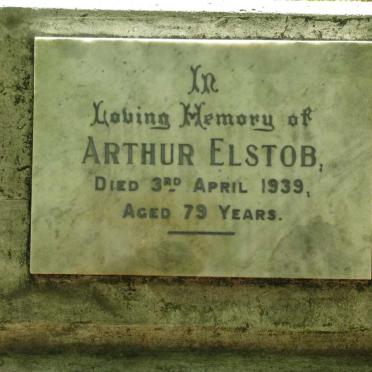 In
Loving Memory of
ARTHUR ELSTOB,
DIED 3RD APRIL 1939,
AGED 79 YEARS.